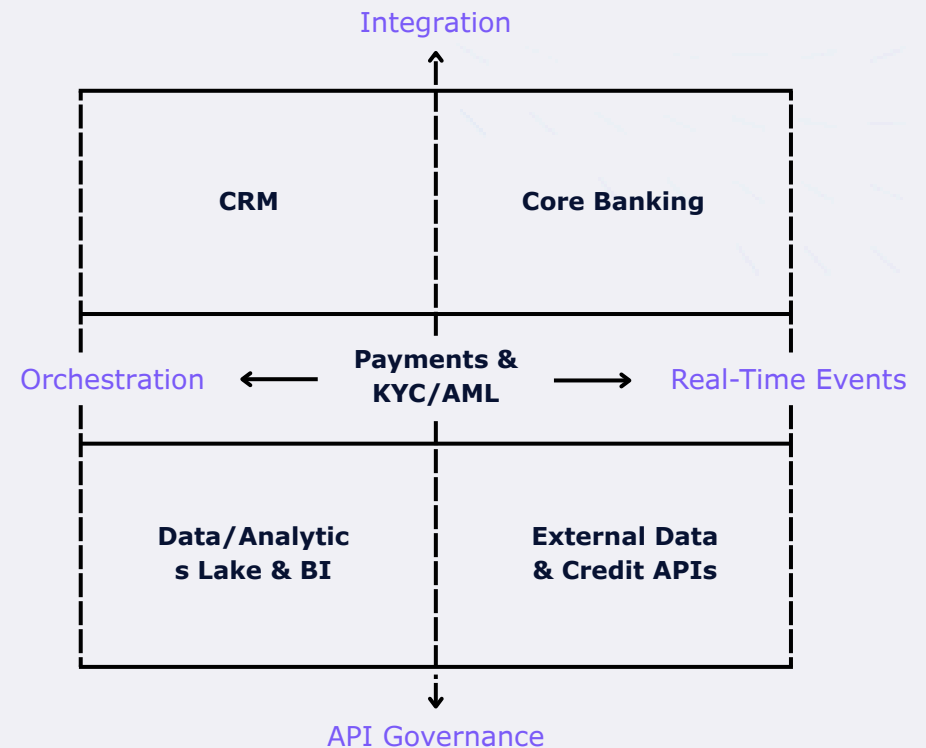 Integration
CRM
Core Banking
Payments &
KYC/AML
Orchestration
Real-Time Events
Data/Analytic
s Lake & BI
External Data
& Credit APIs
API Governance